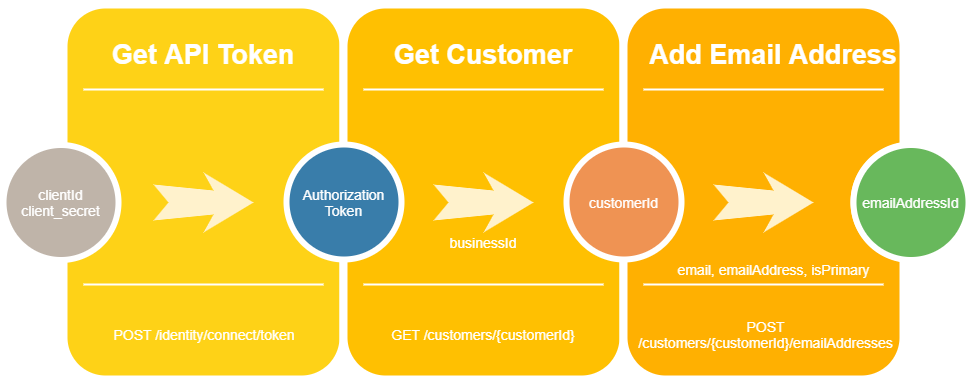 Get API Token
Get Customer
Add Email Address
clientId
client_secret
Authorization
Token
businessId
customerId
email, emailAddress, isPrimary
emailAddressId
POST /identity/connect/token
GET /customers/{customerId}
POST
/customers/{customerId}/emailAddresses